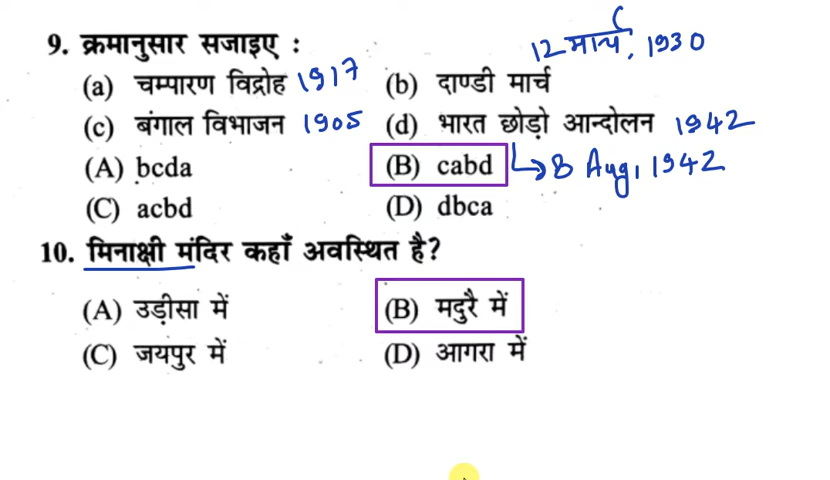 9. क्रमानुसार सजाइए : 12 मार्च, 1930
(a) चम्पारण विद्रोह 1917 (b) दाण्डी मार्च
(c) बंगाल विभाजन 1905 (d) भारत छोड़ो आन्दोलन 1942
(A) bcda (B) cabd → 8 Aug, 1942
(C) acbd (D) dbca
10. मिनाक्षी मंदिर कहाँ अवस्थित है?
(A) उड़ीसा में (B) मदुरै में
(C) जयपुर में (D) आगरा में